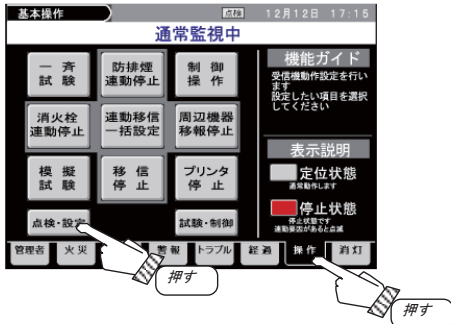 基本操作 点検 12月12日 17:15
通常監視中
一斉
試験
防排煙
連動停止
制御
操作
消火栓
連動停止
連動移信
一括設定
周辺機器
移報停止
模擬
試験
移信
停止
プリンタ
停止
点検・設定
試験・制御
機能ガイド
受信機動作設定を行い
ます
設定したい項目を選択
してください
表示説明
定位状態
通常動作します
停止状態
停止状態です
連動要因があると点滅
管理者 火災 警報 トラブル 経過 操作 消灯
押す
押す